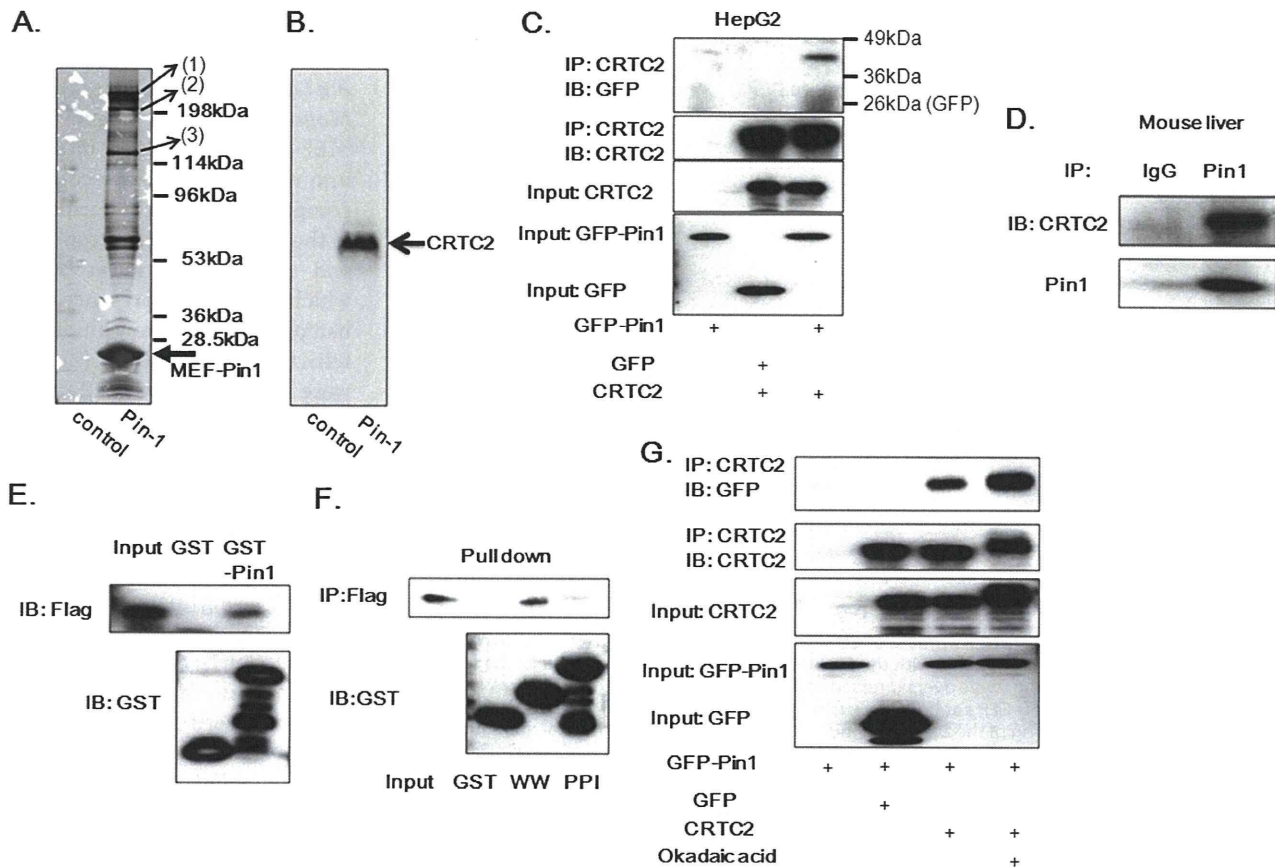 A.
(1)
(2)
198kDa
(3)
114kDa
96kDa
53kDa
36kDa
28.5kDa
MEF-Pin1
control
Pin-1
B.
CRTC2
control
Pin-1
C.
HepG2
49kDa
IP: CRTC2
IB: GFP
36kDa
26kDa (GFP)
IP: CRTC2
IB: CRTC2
Input: CRTC2
Input: GFP-Pin1
Input: GFP
GFP-Pin1 + +
GFP +
CRTC2 + +
D.
Mouse liver
IP: IgG Pin1
IB: CRTC2
Pin1
E.
Input GST GST
-Pin1
IB: Flag
IB: GST
F.
Pull down
IP:Flag
IB:GST
Input GST WW PPI
G.
IP: CRTC2
IB: GFP
IP: CRTC2
IB: CRTC2
Input: CRTC2
Input: GFP-Pin1
Input: GFP
GFP-Pin1 + + + +
GFP +
CRTC2 + +
Okadaic acid +